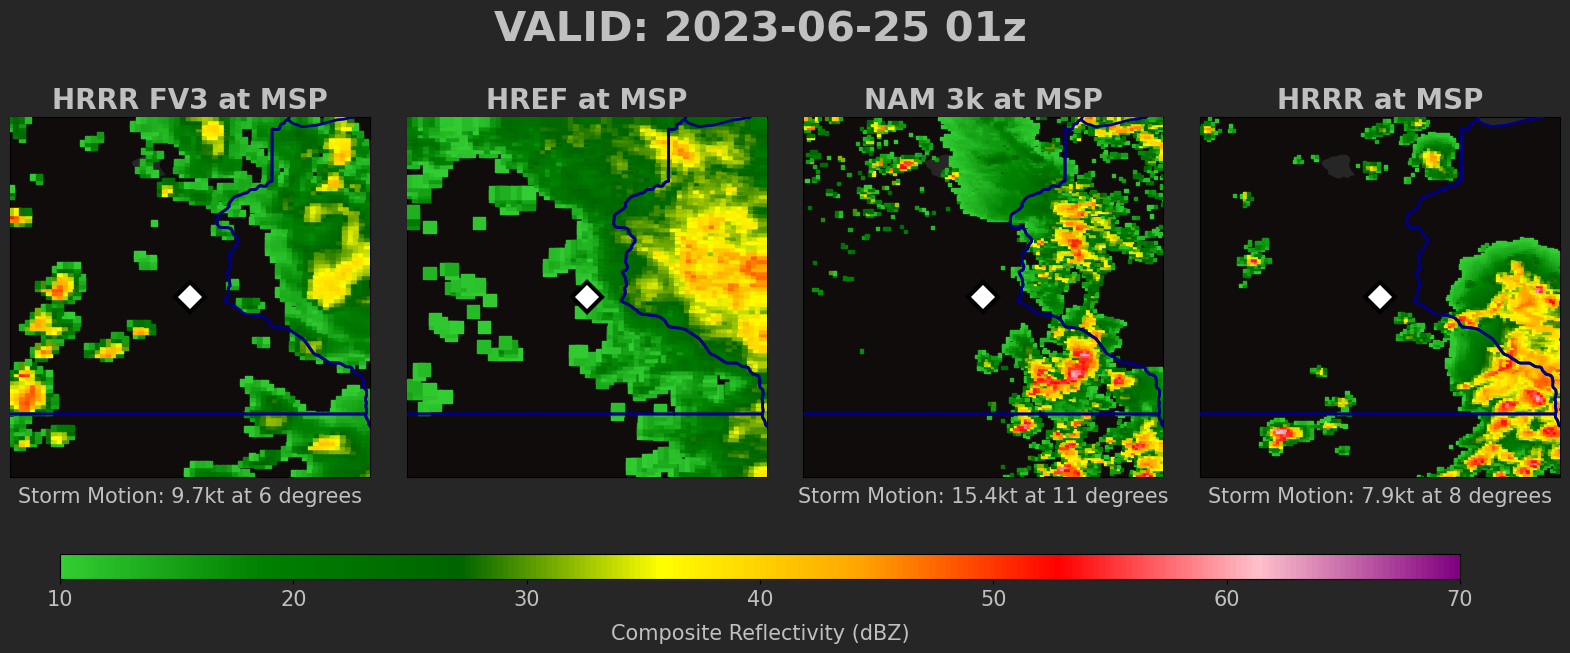 VALID: 2023-06-25 01z
HRRR FV3 at MSP
HREF at MSP
NAM 3k at MSP
HRRR at MSP
Storm Motion: 9.7kt at 6 degrees
Storm Motion: 15.4kt at 11 degrees
Storm Motion: 7.9kt at 8 degrees
10 20 30 40 50 60 70
Composite Reflectivity (dBZ)